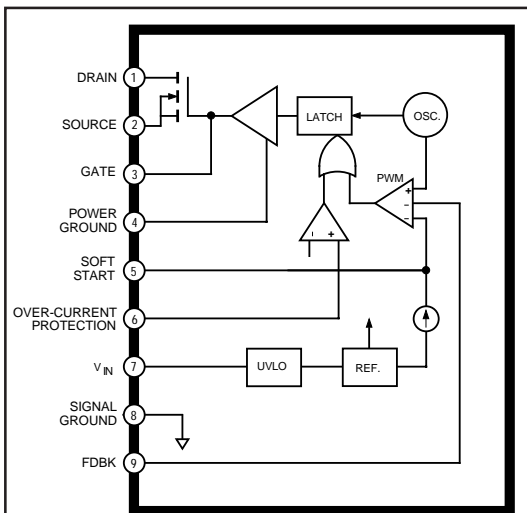 DRAIN 1
SOURCE 2
GATE 3
POWER
GROUND 4
SOFT
START 5
OVER-CURRENT
PROTECTION 6
V IN 7
SIGNAL
GROUND 8
FDBK 9
LATCH
OSC.
PWM
+
–
–
– +
UVLO
REF.